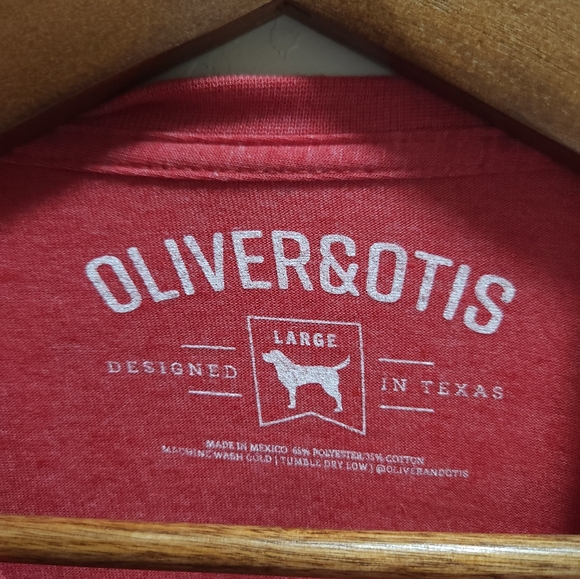 OLIVER&OTIS
LARGE
DESIGNED IN TEXAS
MADE IN MEXICO 65% POLYESTER/35% COTTON
MACHINE WASH COLD | TUMBLE DRY LOW | @OLIVERANDOTIS